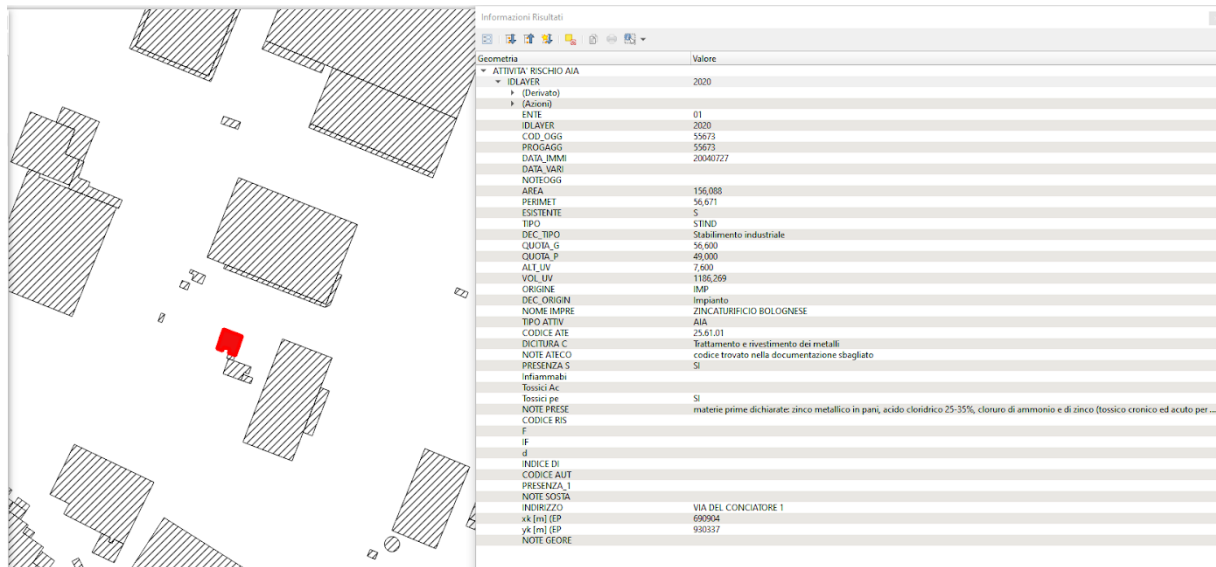 Informazioni Risultati
Geometria Valore
ATTIVITA' RISCHIO AIA
IDLAYER 2020
(Derivato)
(Azioni)
ENTE 01
IDLAYER 2020
COD_OGG 55673
PROGAGG 55673
DATA_IMMI 20040727
DATA_VARI
NOTEOGG
AREA 156,088
PERIMET 56,671
ESISTENTE S
TIPO STIND
DEC_TIPO Stabilimento industriale
QUOTA_G 56,600
QUOTA_P 49,000
ALT_UV 7,600
VOL_UV 1186,269
ORIGINE IMP
DEC_ORIGIN Impianto
NOME IMPRE ZINCATURIFICIO BOLOGNESE
TIPO ATTIV AIA
CODICE ATE 25.61.01
DICITURA C Trattamento e rivestimento dei metalli
NOTE ATECO codice trovato nella documentazione sbagliato
PRESENZA S SI
Infiammabi
Tossici Ac
Tossici pe SI
NOTE PRESE materie prime dichiarate: zinco metallico in pani, acido cloridrico 25-35%, cloruro di ammonio e di zinco (tossico cronico ed acuto per ...
CODICE RIS
F
IF
d
INDICE DI
CODICE AUT
PRESENZA_1
NOTE SOSTA
INDIRIZZO VIA DEL CONCIATORE 1
xk [m] (EP 690904
yk [m] (EP 930337
NOTE GEORE